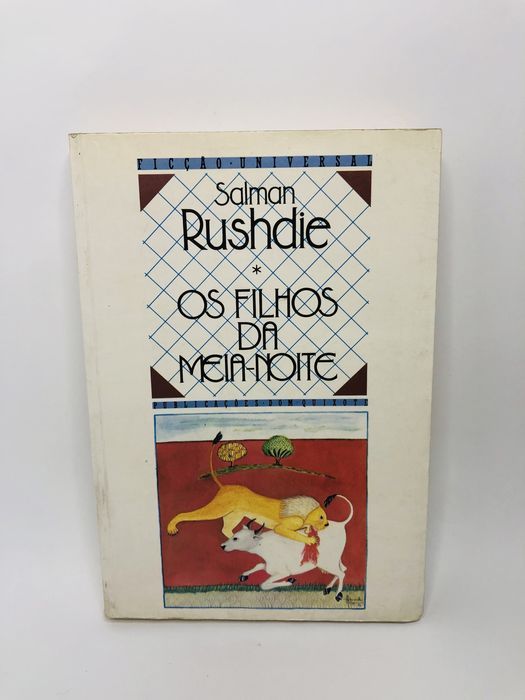 FICÇÃO · UNIVERSAL
Salman
Rushdie
*
OS FILHOS
DA
MEIA-NOITE
PUBLICAÇÕES · DOM QUIXOTE